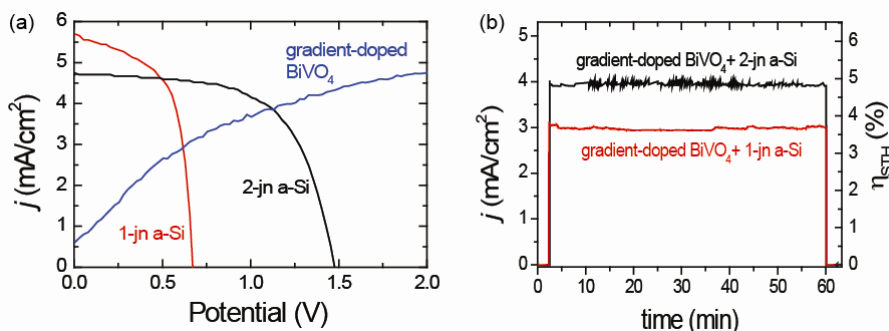 (a)
6
5
4
3
2
1
0
j (mA/cm²)
gradient-doped
BiVO₄
2-jn a-Si
1-jn a-Si
0.0 0.5 1.0 1.5 2.0
Potential (V)
(b)
5
4
3
2
1
0
j (mA/cm²)
gradient-doped BiVO₄+ 2-jn a-Si
gradient-doped BiVO₄+ 1-jn a-Si
6
5
4
3
2
1
0
ηSTH (%)
0 10 20 30 40 50 60
time (min)